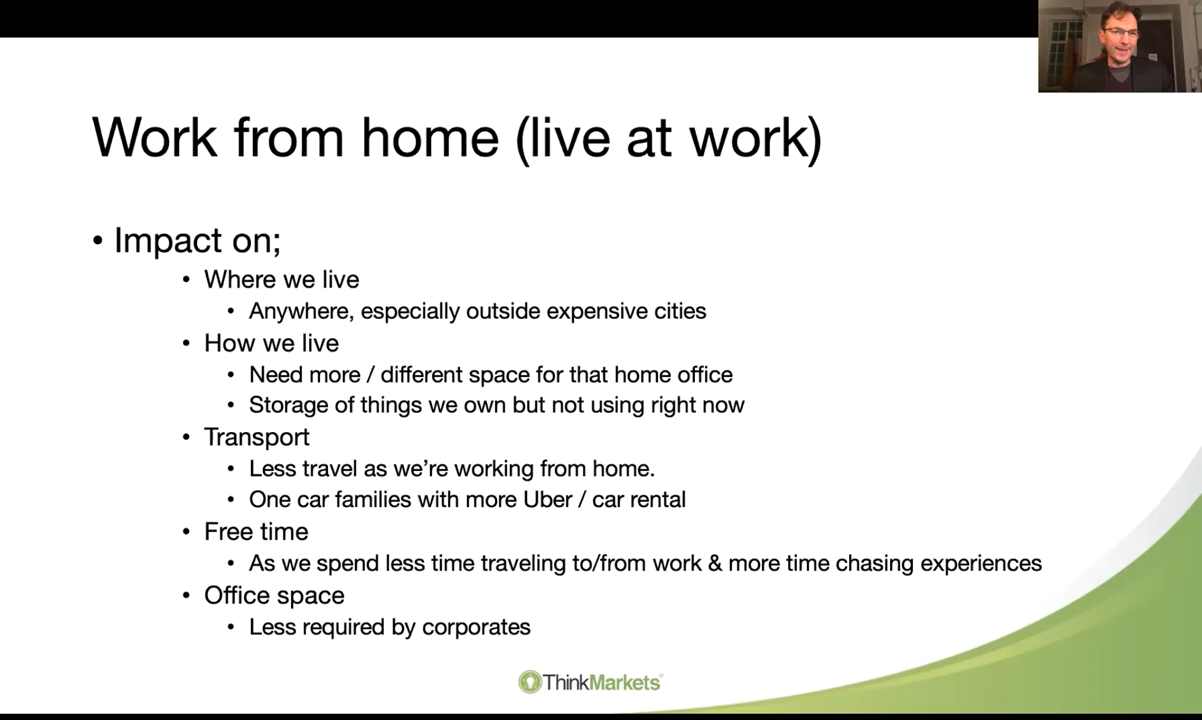 Work from home (live at work)
• Impact on;
• Where we live
• Anywhere, especially outside expensive cities
• How we live
• Need more / different space for that home office
• Storage of things we own but not using right now
• Transport
• Less travel as we’re working from home.
• One car families with more Uber / car rental
• Free time
• As we spend less time traveling to/from work & more time chasing experiences
• Office space
• Less required by corporates
ThinkMarkets